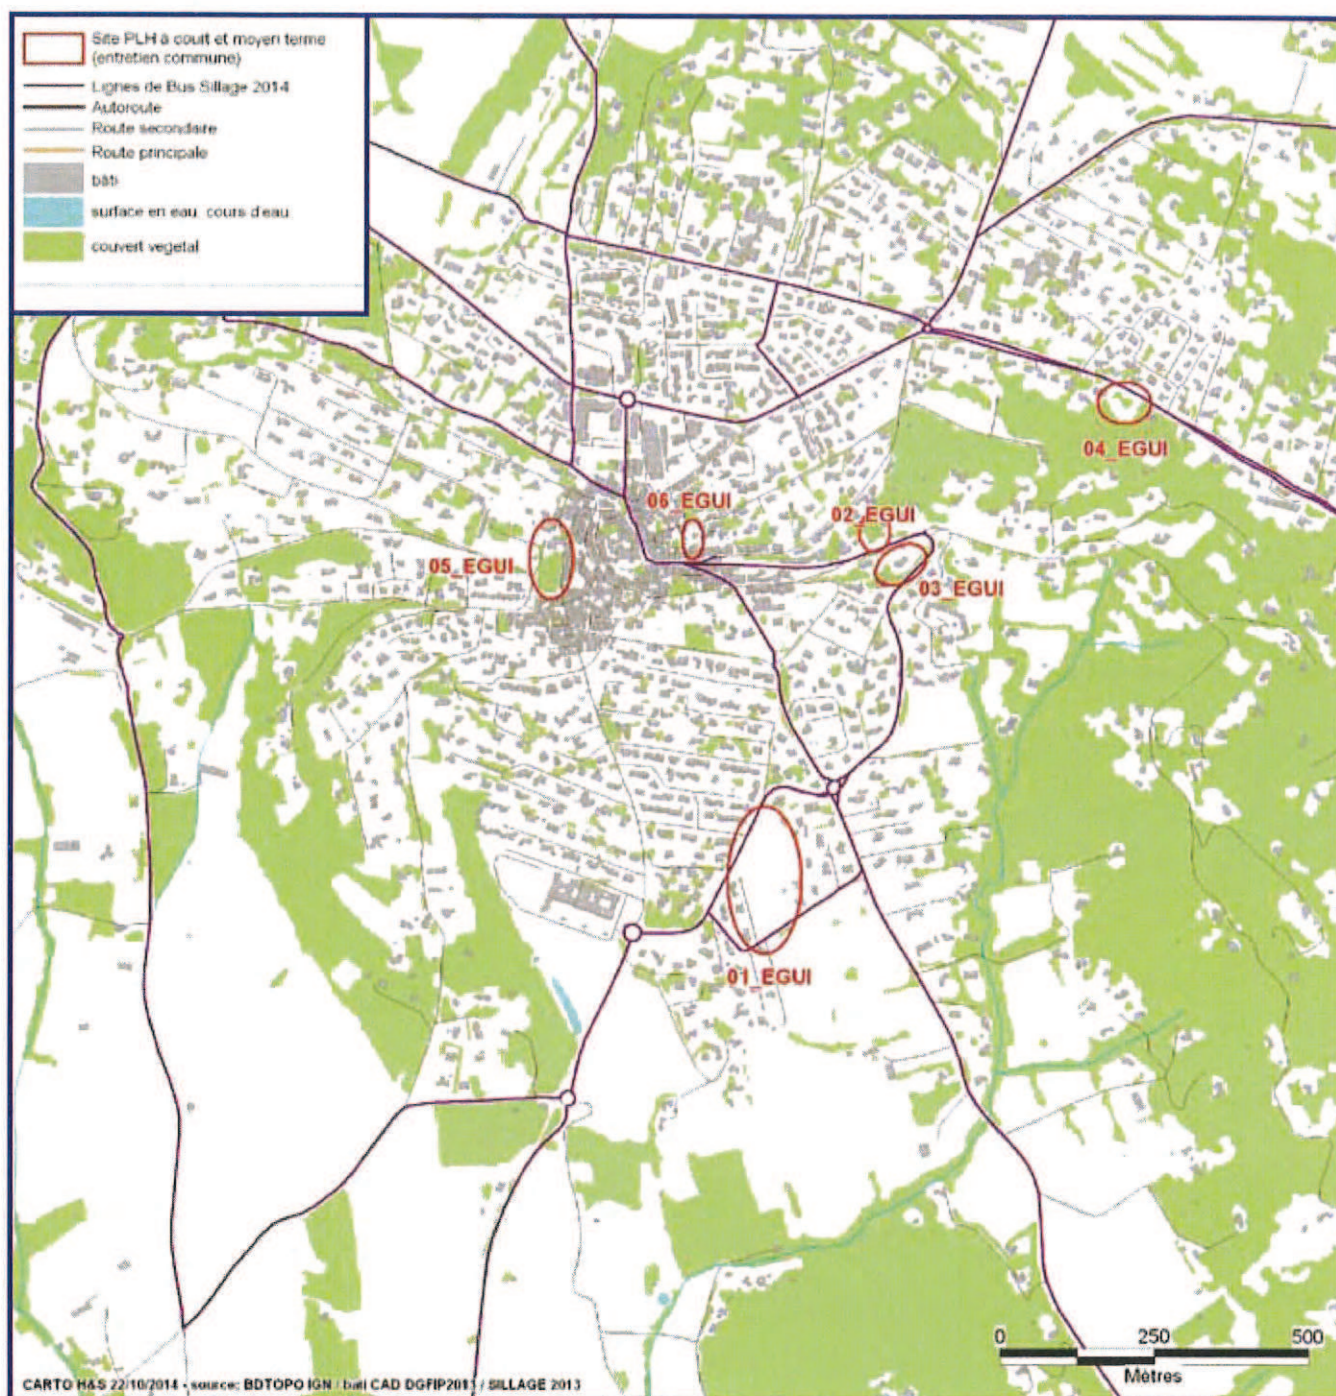 Site PLH à court et moyen terme
(entretien commune)
Lignes de Bus Sillage 2014
Autoroute
Route secondaire
Route principale
bâti
surface en eau, cours d'eau
couvert vegetal
04_EGUI
06_EGUI
02_EGUI
05_EGUI
03_EGUI
01_EGUI
0 250 500
Mètres
CARTO H&S 22/10/2014 - source: BDTOPO IGN / bati CAD DGFIP2013 / SILLAGE 2013